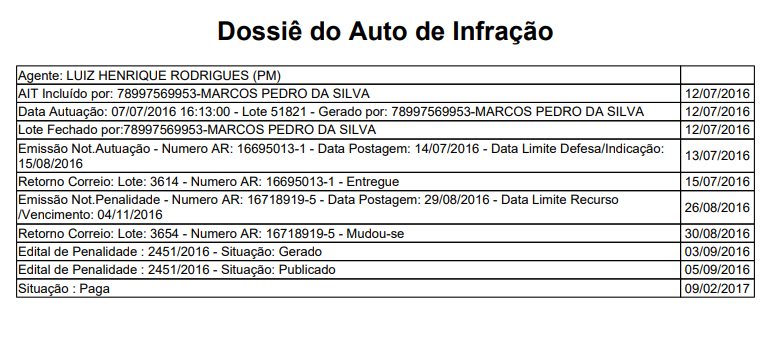 Dossiê do Auto de Infração
Agente: LUIZ HENRIQUE RODRIGUES (PM)
AIT Incluído por: 78997569953-MARCOS PEDRO DA SILVA 12/07/2016
Data Autuação: 07/07/2016 16:13:00 - Lote 51821 - Gerado por: 78997569953-MARCOS PEDRO DA SILVA 12/07/2016
Lote Fechado por:78997569953-MARCOS PEDRO DA SILVA 12/07/2016
Emissão Not.Autuação - Numero AR: 16695013-1 - Data Postagem: 14/07/2016 - Data Limite Defesa/Indicação:
15/08/2016 13/07/2016
Retorno Correio: Lote: 3614 - Numero AR: 16695013-1 - Entregue 15/07/2016
Emissão Not.Penalidade - Numero AR: 16718919-5 - Data Postagem: 29/08/2016 - Data Limite Recurso
/Vencimento: 04/11/2016 26/08/2016
Retorno Correio: Lote: 3654 - Numero AR: 16718919-5 - Mudou-se 30/08/2016
Edital de Penalidade : 2451/2016 - Situação: Gerado 03/09/2016
Edital de Penalidade : 2451/2016 - Situação: Publicado 05/09/2016
Situação : Paga 09/02/2017